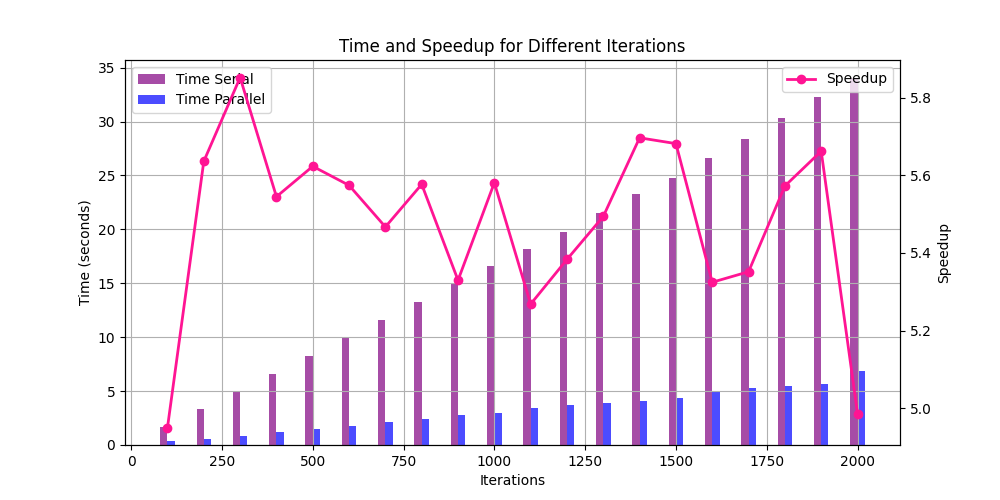 Time and Speedup for Different Iterations
Time Serial
Time Parallel
Speedup
35
30
25
20
15
10
5
0
Time (seconds)
5.8
5.6
5.4
5.2
5.0
Speedup
0 250 500 750 1000 1250 1500 1750 2000
Iterations